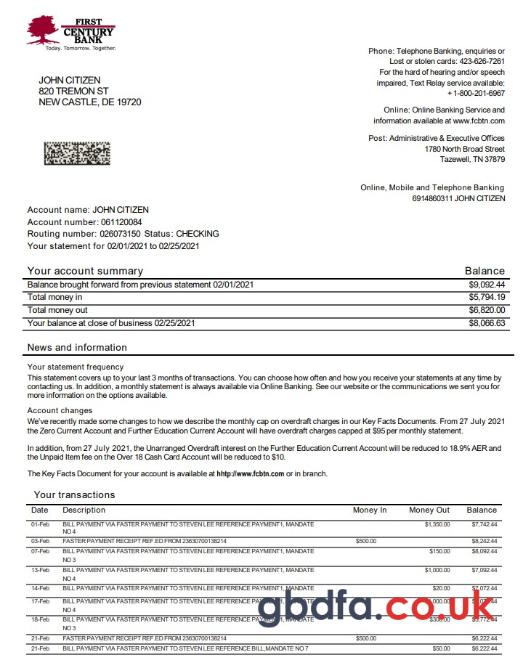 FIRST
CENTURY
BANK
Today. Tomorrow. Together.
Phone: Telephone Banking, enquiries or
Lost or stolen cards: 423-626-7261
For the hard of hearing and/or speech
impaired, Text Relay service available:
+ 1-800-201-6967
Online: Online Banking Service and
information available at www.fcbtn.com
Post: Administrative & Executive Offices
1780 North Broad Street
Tazewell, TN 37879
Online, Mobile and Telephone Banking
6914860311 JOHN CITIZEN
JOHN CITIZEN
820 TREMON ST
NEW CASTLE, DE 19720
Account name: JOHN CITIZEN
Account number: 061120084
Routing number: 026073150 Status: CHECKING
Your statement for 02/01/2021 to 02/25/2021
Your account summary Balance
Balance brought forward from previous statement 02/01/2021 $9,092.44
Total money in $5,794.19
Total money out $6,820.00
Your balance at close of business 02/25/2021 $8,066.63
News and information
Your statement frequency
This statement covers up to your last 3 months of transactions. You can choose how often and how you receive your statements at any time by
contacting us. In addition, a monthly statement is always available via Online Banking. See our website or the communications we sent you for
more information on the options available.
Account changes
We've recently made some changes to how we describe the monthly cap on overdraft charges in our Key Facts Documents. From 27 July 2021
the Zero Current Account and Further Education Current Account will have overdraft charges capped at $95 per monthly statement.
In addition, from 27 July 2021, the Unarranged Overdraft interest on the Further Education Current Account will be reduced to 18.9% AER and
the Unpaid Item fee on the Over 18 Cash Card Account will be reduced to $10.
The Key Facts Document for your account is available at http://www.fcbtn.com or in branch.
Your transactions
Date Description Money In Money Out Balance
01-Feb BILL PAYMENT VIA FASTER PAYMENT TO STEVEN LEE REFERENCE PAYMENT1, MANDATE $1,350.00 $7,742.44
NO 4
03-Feb FASTER PAYMENT RECEIPT REF.ED FROM 23630700136214 $500.00 $8,242.44
07-Feb BILL PAYMENT VIA FASTER PAYMENT TO STEVEN LEE REFERENCE PAYMENT1, MANDATE $150.00 $8,092.44
NO 3
13-Feb BILL PAYMENT VIA FASTER PAYMENT TO STEVEN LEE REFERENCE PAYMENT1, MANDATE $1,000.00 $7,092.44
NO 4
14-Feb BILL PAYMENT VIA FASTER PAYMENT TO STEVEN LEE REFERENCE PAYMENT1, MANDATE $20.00 $7,072.44
17-Feb BILL PAYMENT VIA FASTER PAYMENT TO STEVEN LEE REFERENCE PAYMENT1, MANDATE
NO 4
18-Feb BILL PAYMENT VIA FASTER PAYMENT TO STEVEN LEE REFERENCE PAYMENT1, MANDATE
NO 3
gbdfa.co.uk
21-Feb FASTER PAYMENT RECEIPT REF.ED FROM 23630700136214 $500.00 $6,222.44
21-Feb BILL PAYMENT VIA FASTER PAYMENT TO STEVEN LEE REFERENCE BILL,MANDATE NO 7 $50.00 $6,222.44